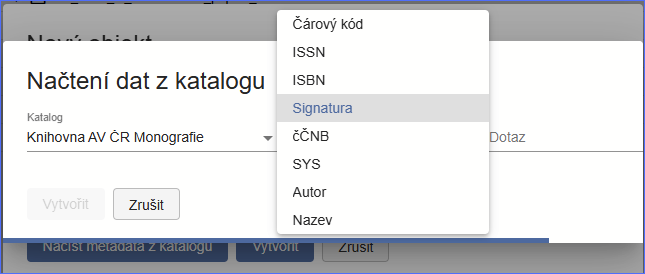 Nový objekt
Načtení dat z katalogu
Katalog
Knihovna AV ČR Monografie
Čárový kód
ISSN
ISBN
Signatura
čČNB
SYS
Autor
Nazev
Dotaz
Vytvořit
Zrušit
Načíst metadata z katalogu
Vytvořit
Zrušit